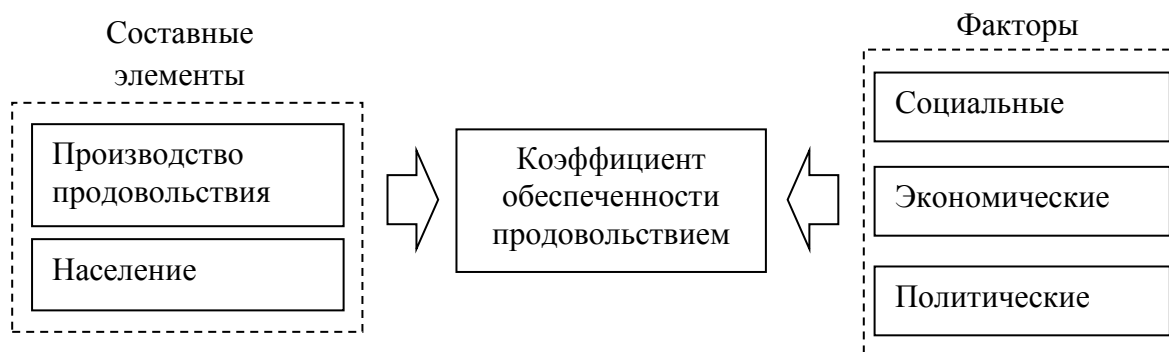 Составные
элементы
Производство
продовольствия
Население
Коэффициент
обеспеченности
продовольствием
Факторы
Социальные
Экономические
Политические